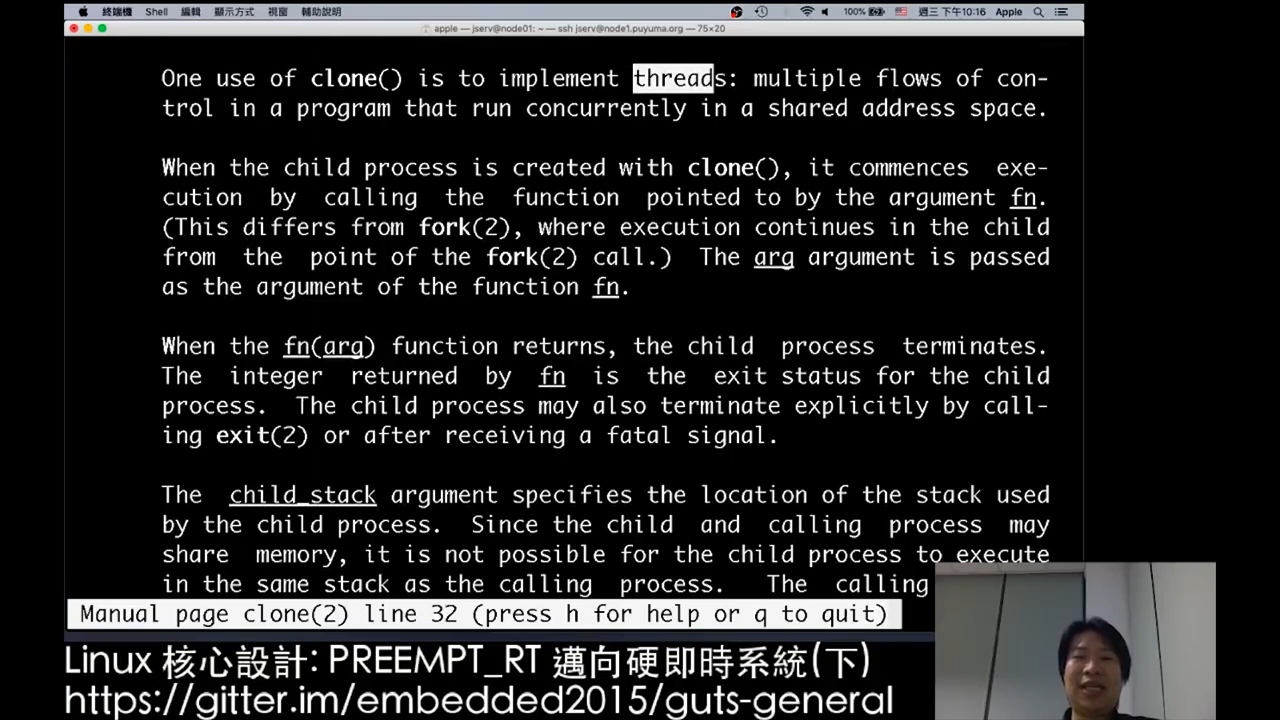 終端機 Shell 編輯 顯示方式 視窗 輔助說明 100% 週三 下午10:16 Apple
apple — jserv@node01: ~ — ssh jserv@node1.puyuma.org — 75×20
One use of clone() is to implement threads: multiple flows of con-
trol in a program that run concurrently in a shared address space.
When the child process is created with clone(), it commences exe-
cution by calling the function pointed to by the argument fn.
(This differs from fork(2), where execution continues in the child
from the point of the fork(2) call.) The arg argument is passed
as the argument of the function fn.
When the fn(arg) function returns, the child process terminates.
The integer returned by fn is the exit status for the child
process. The child process may also terminate explicitly by call-
ing exit(2) or after receiving a fatal signal.
The child_stack argument specifies the location of the stack used
by the child process. Since the child and calling process may
share memory, it is not possible for the child process to execute
in the same stack as the calling process. The calling
Manual page clone(2) line 32 (press h for help or q to quit)
Linux 核心設計: PREEMPT_RT 邁向硬即時系統(下)
https://gitter.im/embedded2015/guts-general